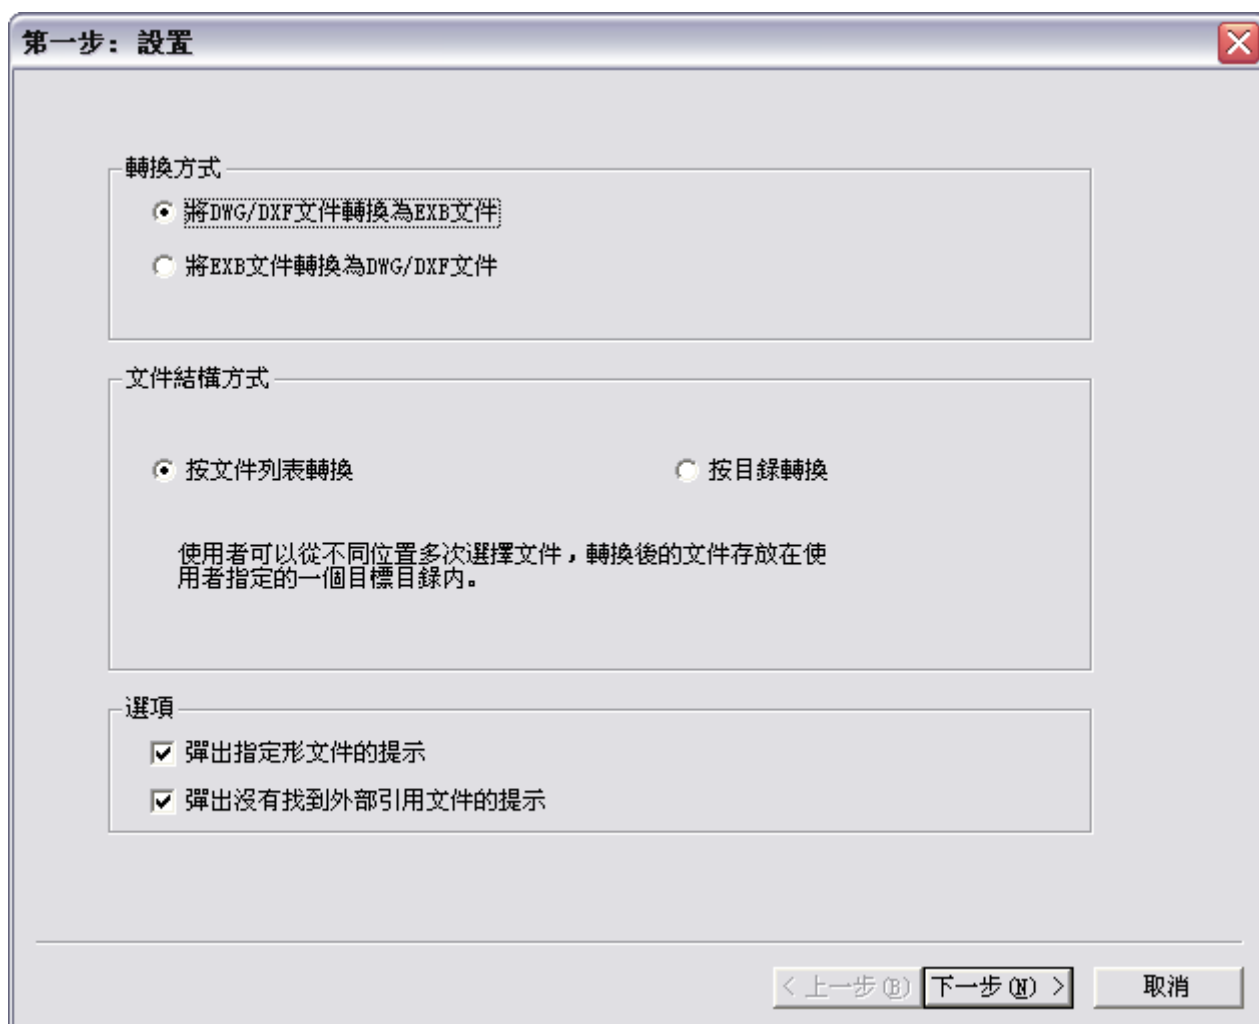 第一步: 設置
轉換方式
將DWG/DXF文件轉換為EXB文件
將EXB文件轉換為DWG/DXF文件
文件結構方式
按文件列表轉換 按目錄轉換
使用者可以從不同位置多次選擇文件,轉換後的文件存放在使
用者指定的一個目標目錄内。
選項
彈出指定形文件的提示
彈出沒有找到外部引用文件的提示
< 上一步(B) 下一步(N) > 取消